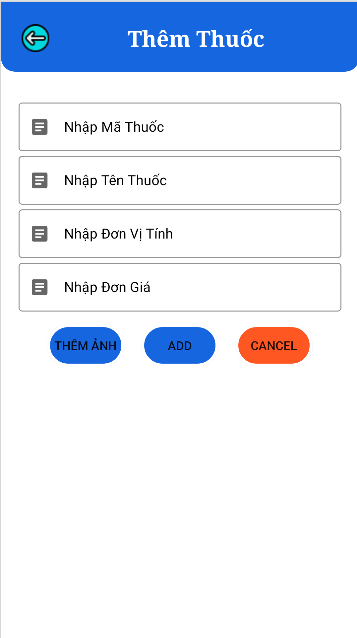 Thêm Thuốc
Nhập Mã Thuốc
Nhập Tên Thuốc
Nhập Đơn Vị Tính
Nhập Đơn Giá
THÊM ẢNH
ADD
CANCEL